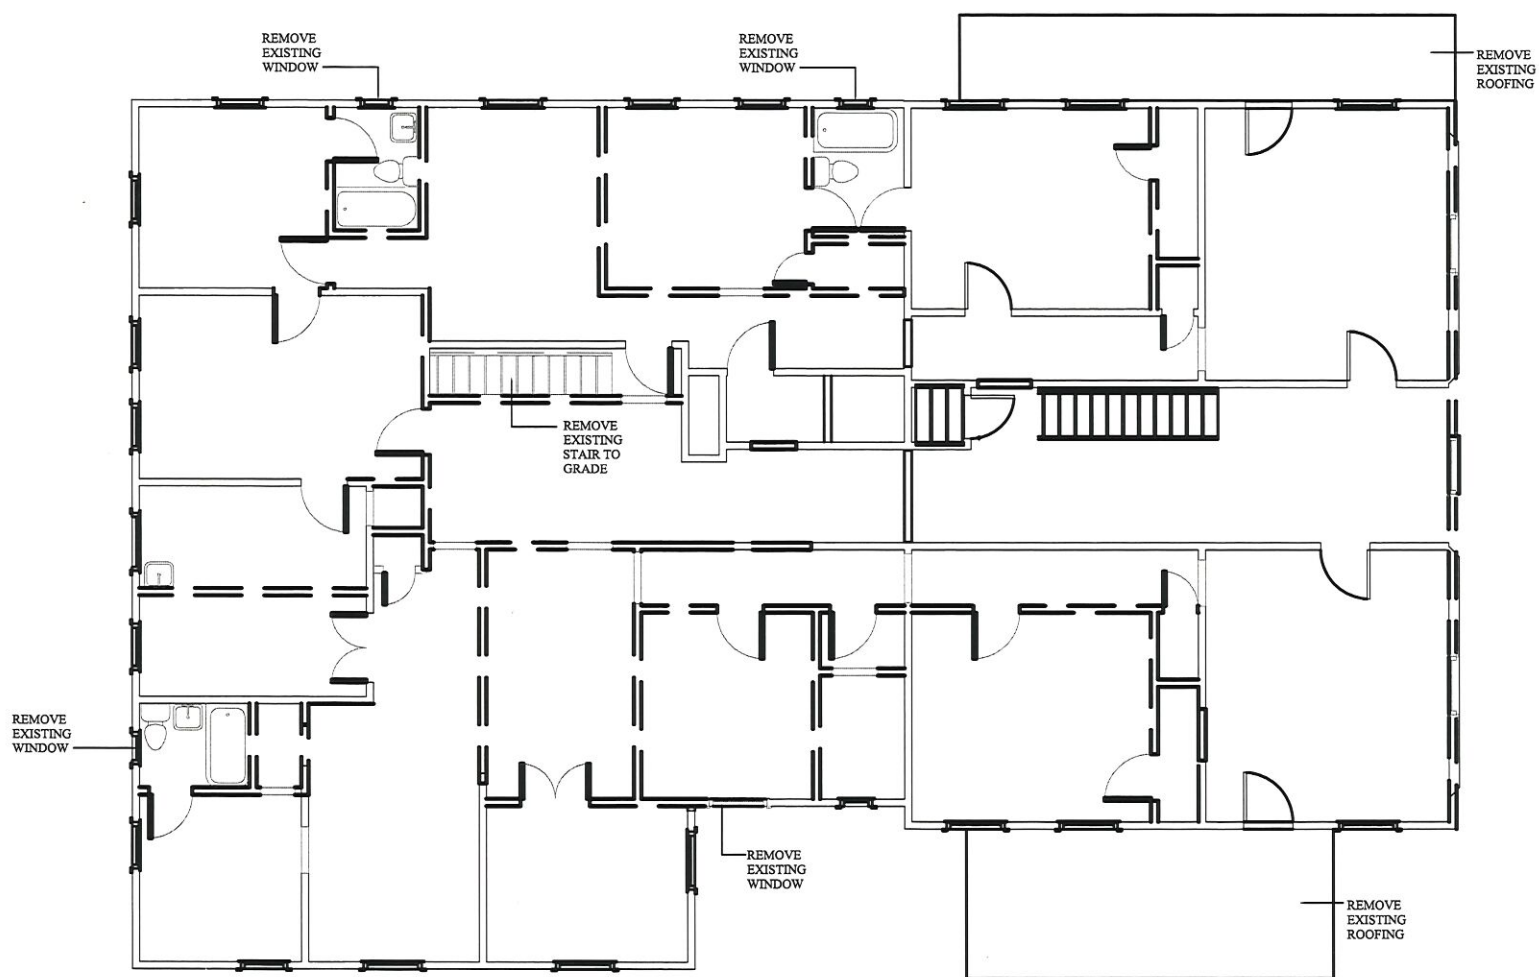 REMOVE
EXISTING
WINDOW
REMOVE
EXISTING
WINDOW
REMOVE
EXISTING
ROOFING
REMOVE
EXISTING
STAIR TO
GRADE
REMOVE
EXISTING
WINDOW
REMOVE
EXISTING
WINDOW
REMOVE
EXISTING
ROOFING